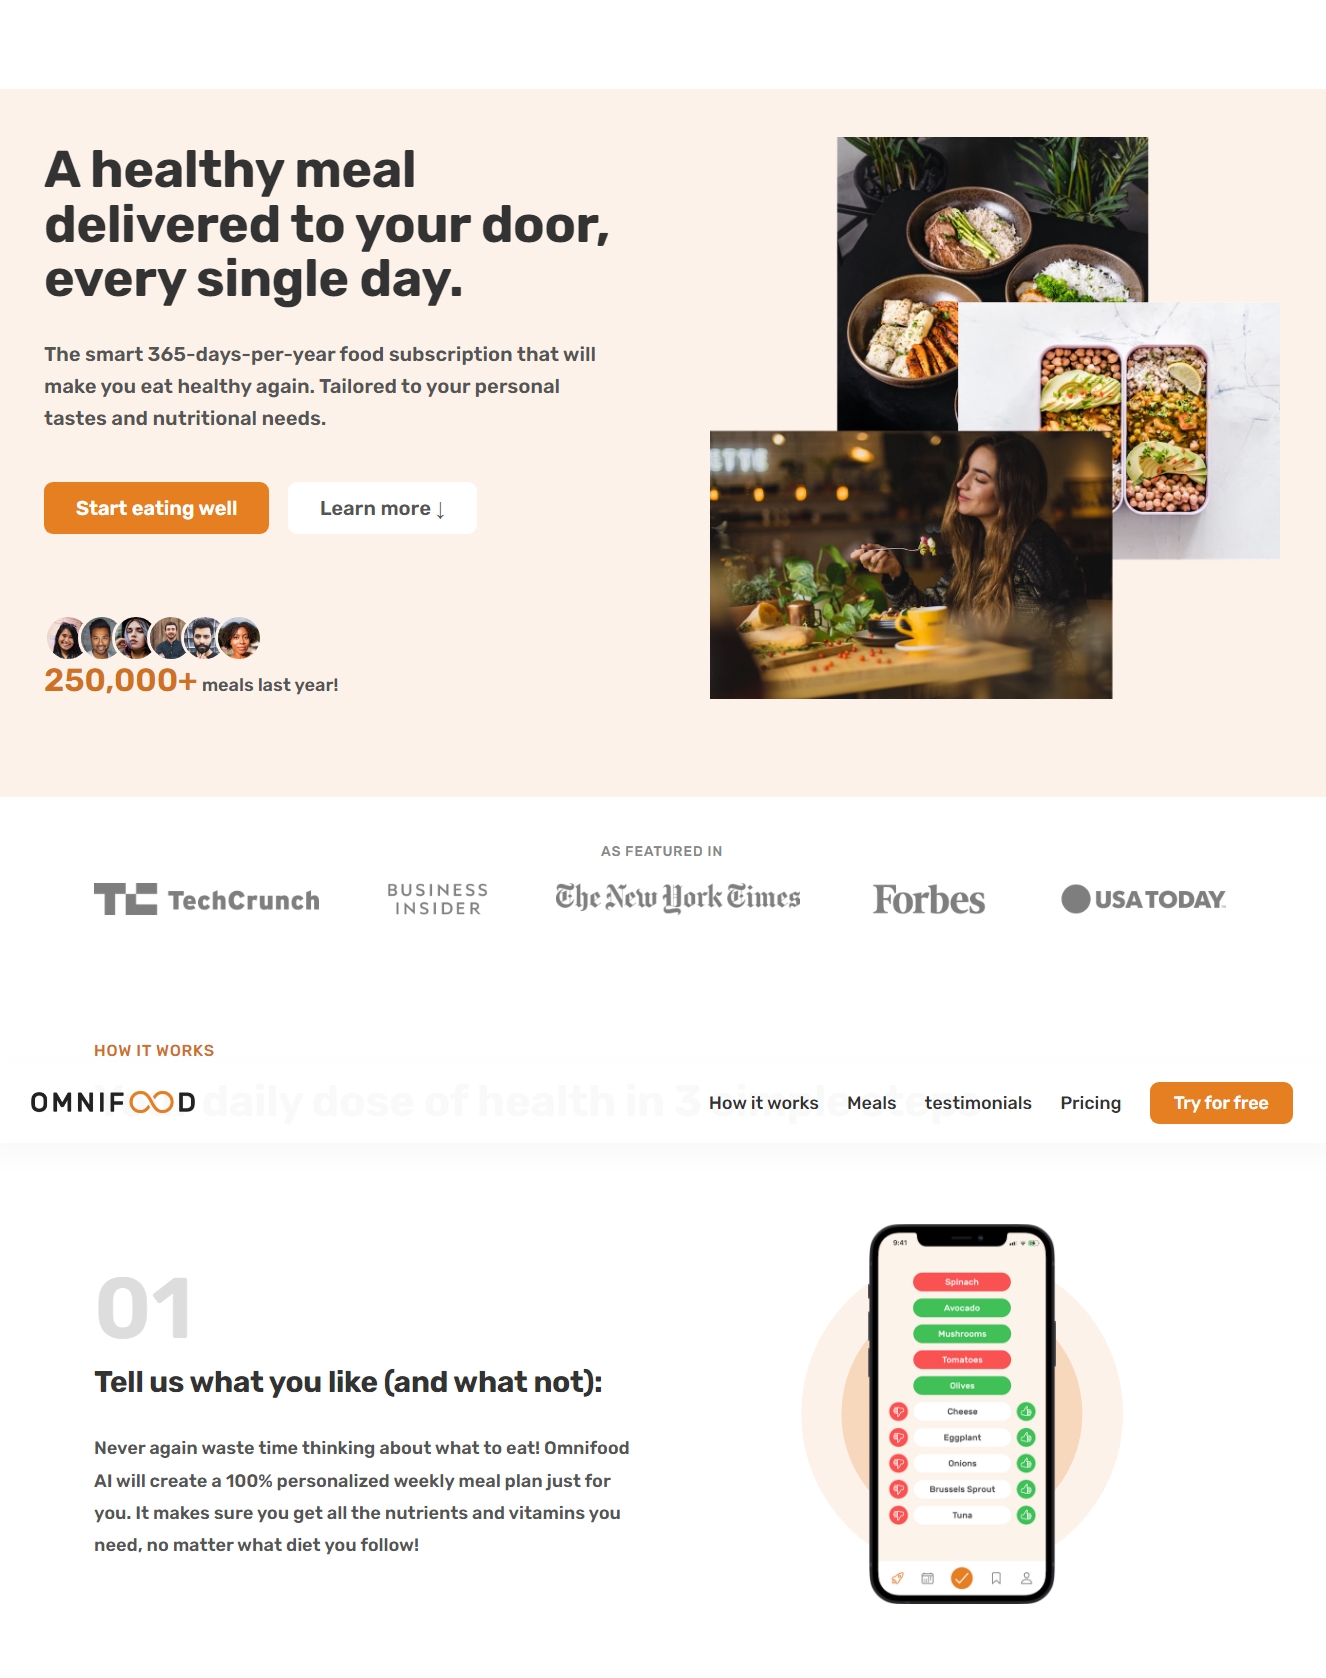 A healthy meal
delivered to your door,
every single day.
The smart 365-days-per-year food subscription that will
make you eat healthy again. Tailored to your personal
tastes and nutritional needs.
Start eating well
Learn more ↓
250,000+ meals last year!
AS FEATURED IN
TC TechCrunch
BUSINESS
INSIDER
The New York Times
Forbes
USA TODAY
HOW IT WORKS
daily dose of health in 3 simple steps
OMNIFOOD
How it works
Meals
testimonials
Pricing
Try for free
01
Tell us what you like (and what not):
Never again waste time thinking about what to eat! Omnifood
AI will create a 100% personalized weekly meal plan just for
you. It makes sure you get all the nutrients and vitamins you
need, no matter what diet you follow!
9:41
Spinach
Avocado
Mushrooms
Tomatoes
Olives
Cheese
Eggplant
Onions
Brussels Sprout
Tuna